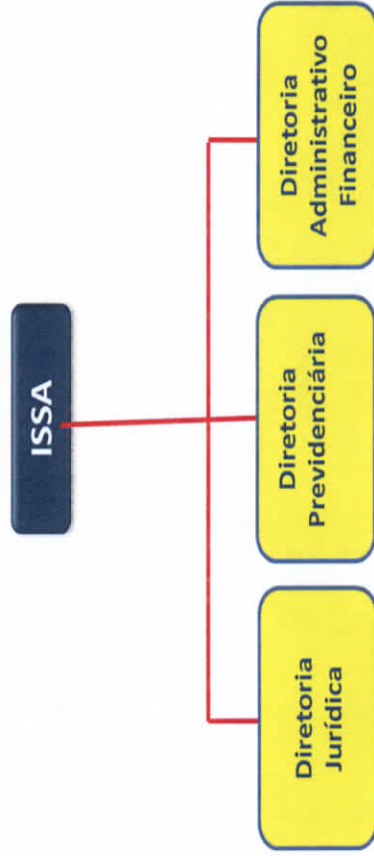 ISSA
Diretoria
Jurídica
Diretoria
Previdenciária
Diretoria
Administrativo
Financeiro